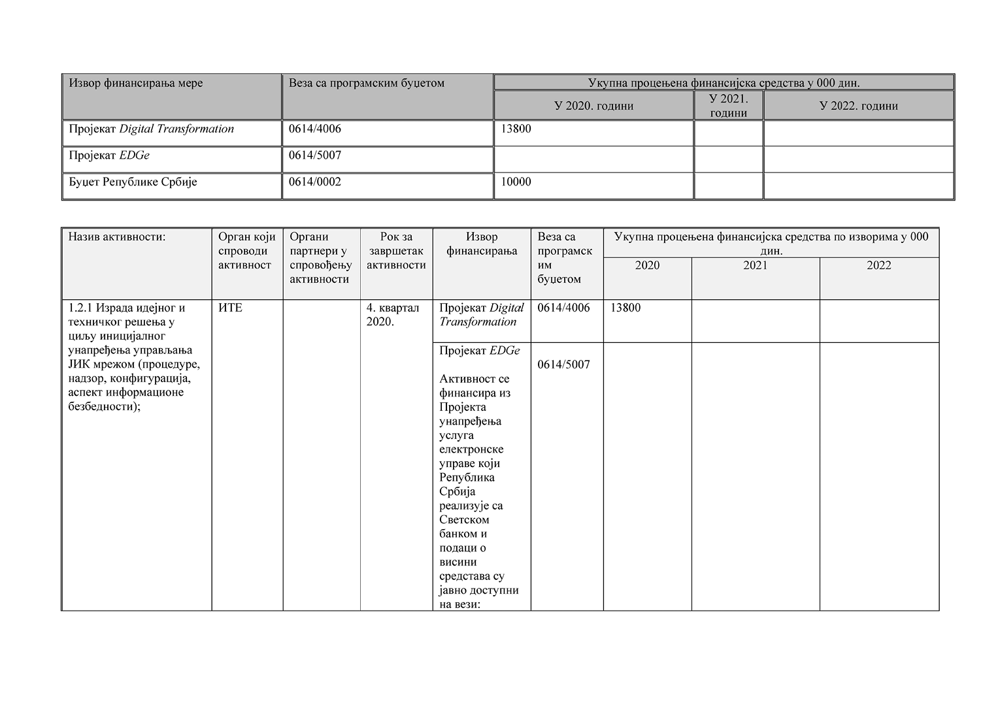 Извор финансирања мере
Веза са програмским буџетом
Укупна процењена финансијска средства у 000 дин.
У 2020. години
У 2021.
години
У 2022. години
Пројекат Digital Transformation
0614/4006
13800
Пројекат EDGe
0614/5007
Буџет Републике Србије
0614/0002
10000
Назив активности:
Орган који
спроводи
активност
Органи
партнери у
спровођењу
активности
Рок за
завршетак
активности
Извор
финансирања
Веза са
програмск
им
буџетом
Укупна процењена финансијска средства по изворима у 000
дин.
2020
2021
2022
1.2.1 Израда идејног и
техничког решења у
циљу иницијалног
унапређења управљања
ЈИК мрежом (процедуре,
надзор, конфигурација,
аспект информационе
безбедности);
ИТЕ
4. квартал
2020.
Пројекат Digital
Transformation
0614/4006
13800
Пројекат EDGe
Активност се
финансира из
Пројекта
унапређења
услуга
електронске
управе који
Република
Србија
реализује са
Светском
банком и
подаци о
висини
средстава су
јавно доступни
на вези:
0614/5007